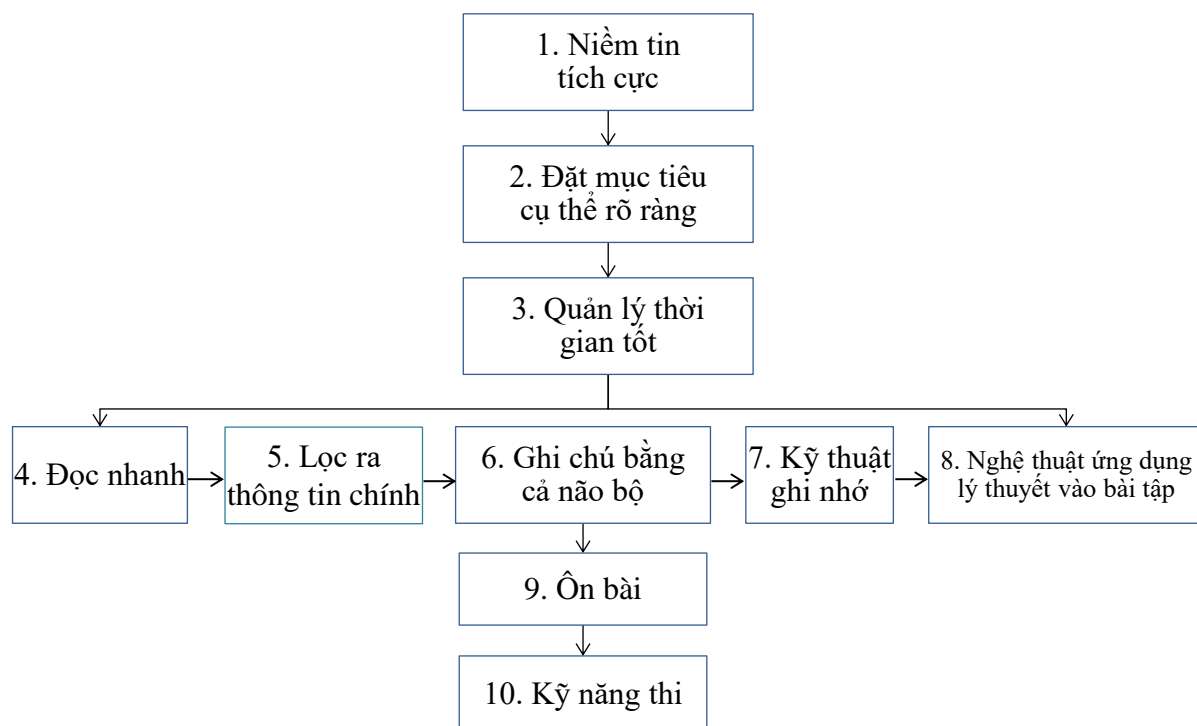 1. Niềm tin
tích cực
2. Đặt mục tiêu
cụ thể rõ ràng
3. Quản lý thời
gian tốt
4. Đọc nhanh
5. Lọc ra
thông tin chính
6. Ghi chú bằng
cả não bộ
7. Kỹ thuật
ghi nhớ
8. Nghệ thuật ứng dụng
lý thuyết vào bài tập
9. Ôn bài
10. Kỹ năng thi